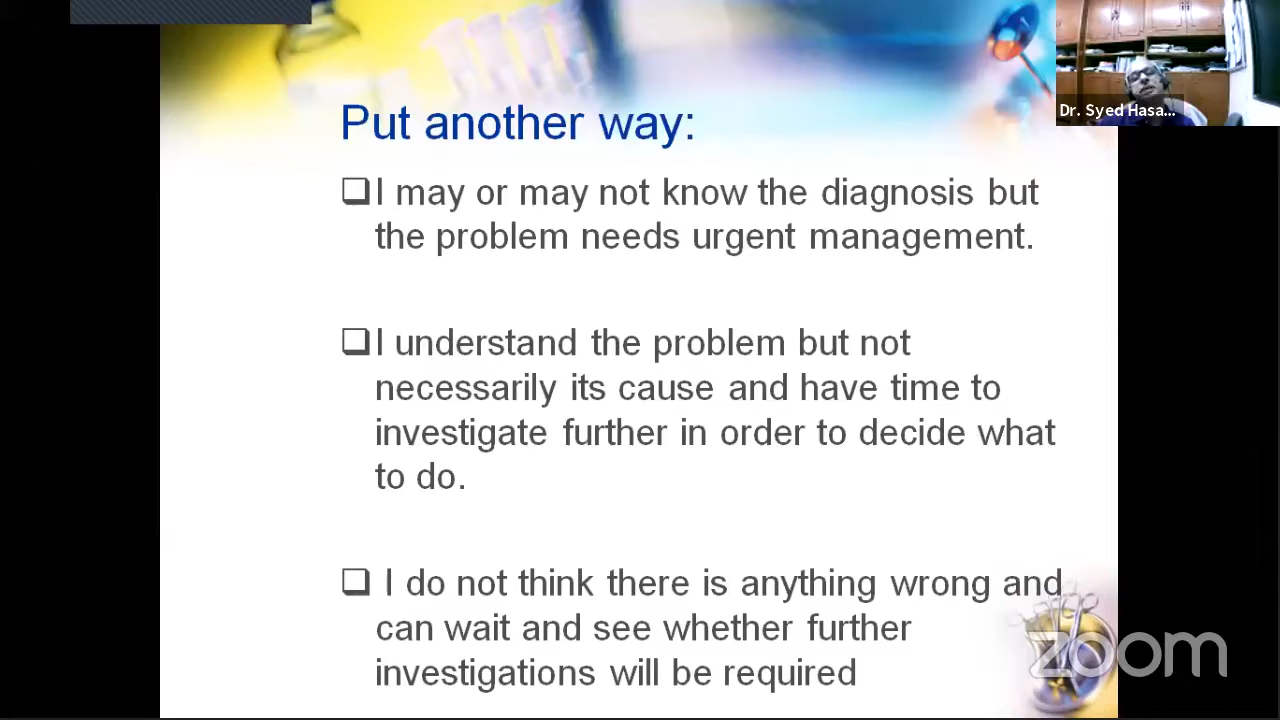 Put another way:
❑I may or may not know the diagnosis but
the problem needs urgent management.
❑I understand the problem but not
necessarily its cause and have time to
investigate further in order to decide what
to do.
❑ I do not think there is anything wrong and
can wait and see whether further
investigations will be required
Dr. Syed Hasa...
zoom